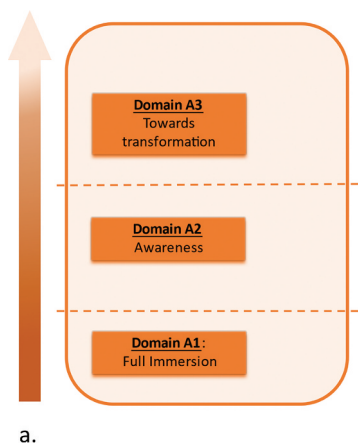 Domain A3
Towards
transformation
Domain A2
Awareness
Domain A1:
Full Immersion
a.